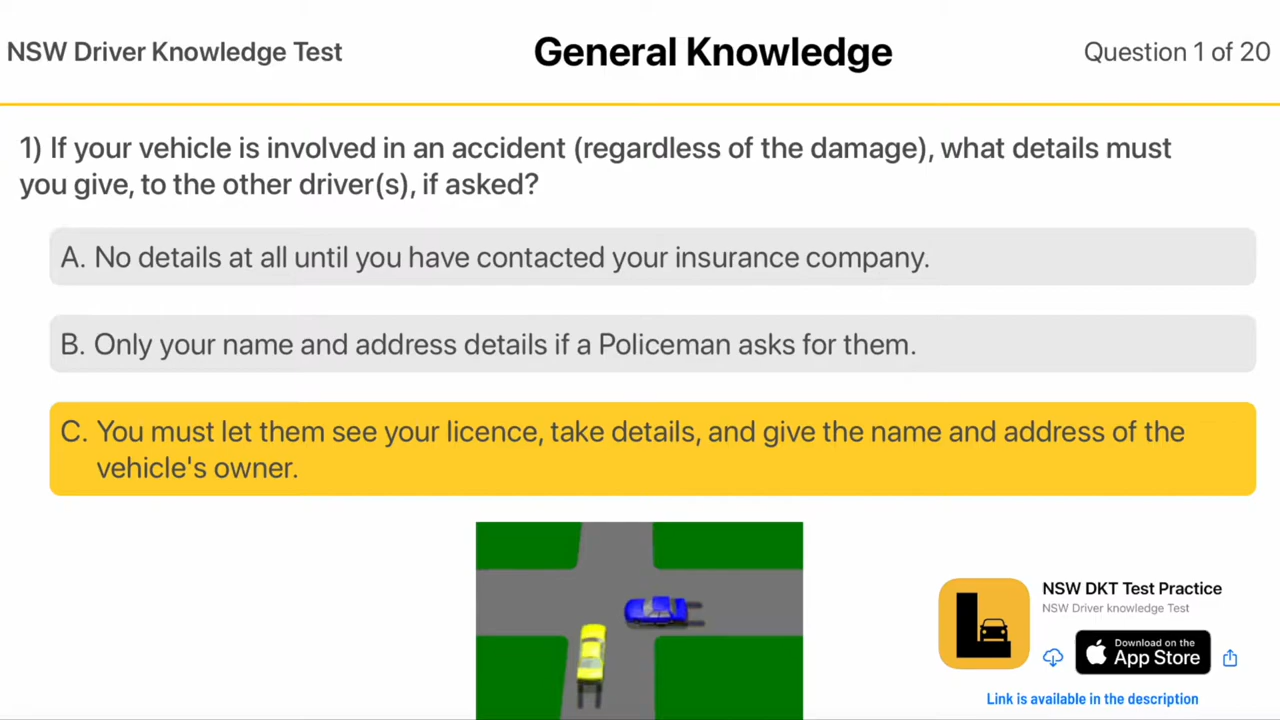 NSW Driver Knowledge Test
General Knowledge
Question 1 of 20
1) If your vehicle is involved in an accident (regardless of the damage), what details must
you give, to the other driver(s), if asked?
A. No details at all until you have contacted your insurance company.
B. Only your name and address details if a Policeman asks for them.
C. You must let them see your licence, take details, and give the name and address of the
vehicle's owner.
NSW DKT Test Practice
NSW Driver knowledge Test
Download on the
App Store
Link is available in the description